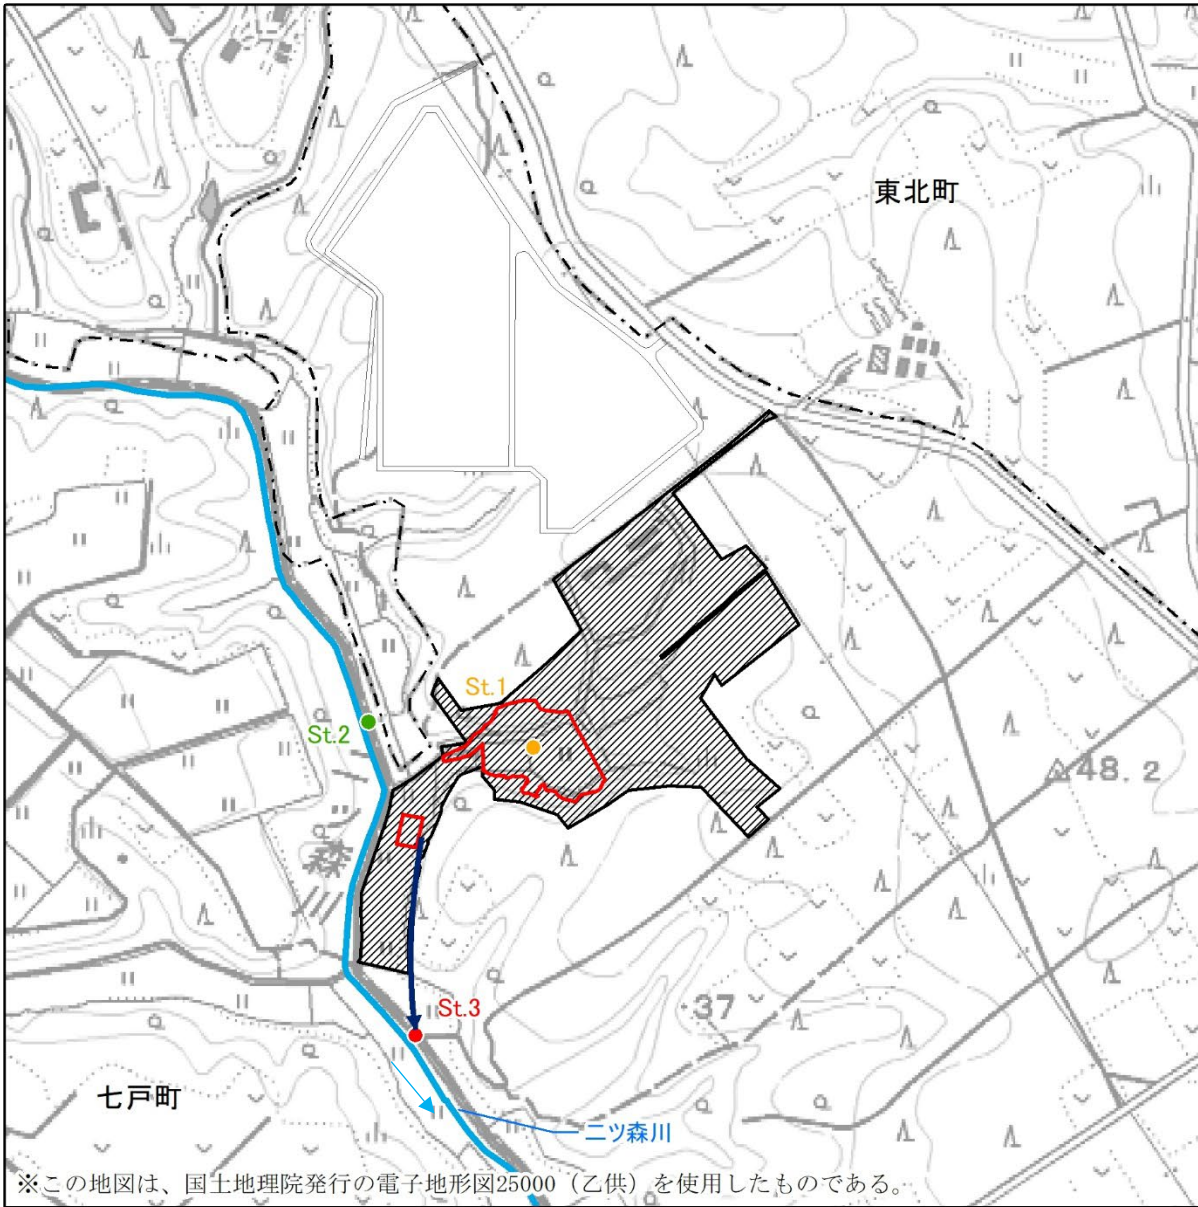 東北町
St.1
St.2
48.2
森
川
St.3
・37
七戸町
二ツ森川
※この地図は、国土地理院発行の電子地形図25000（乙供）を使用したものである。